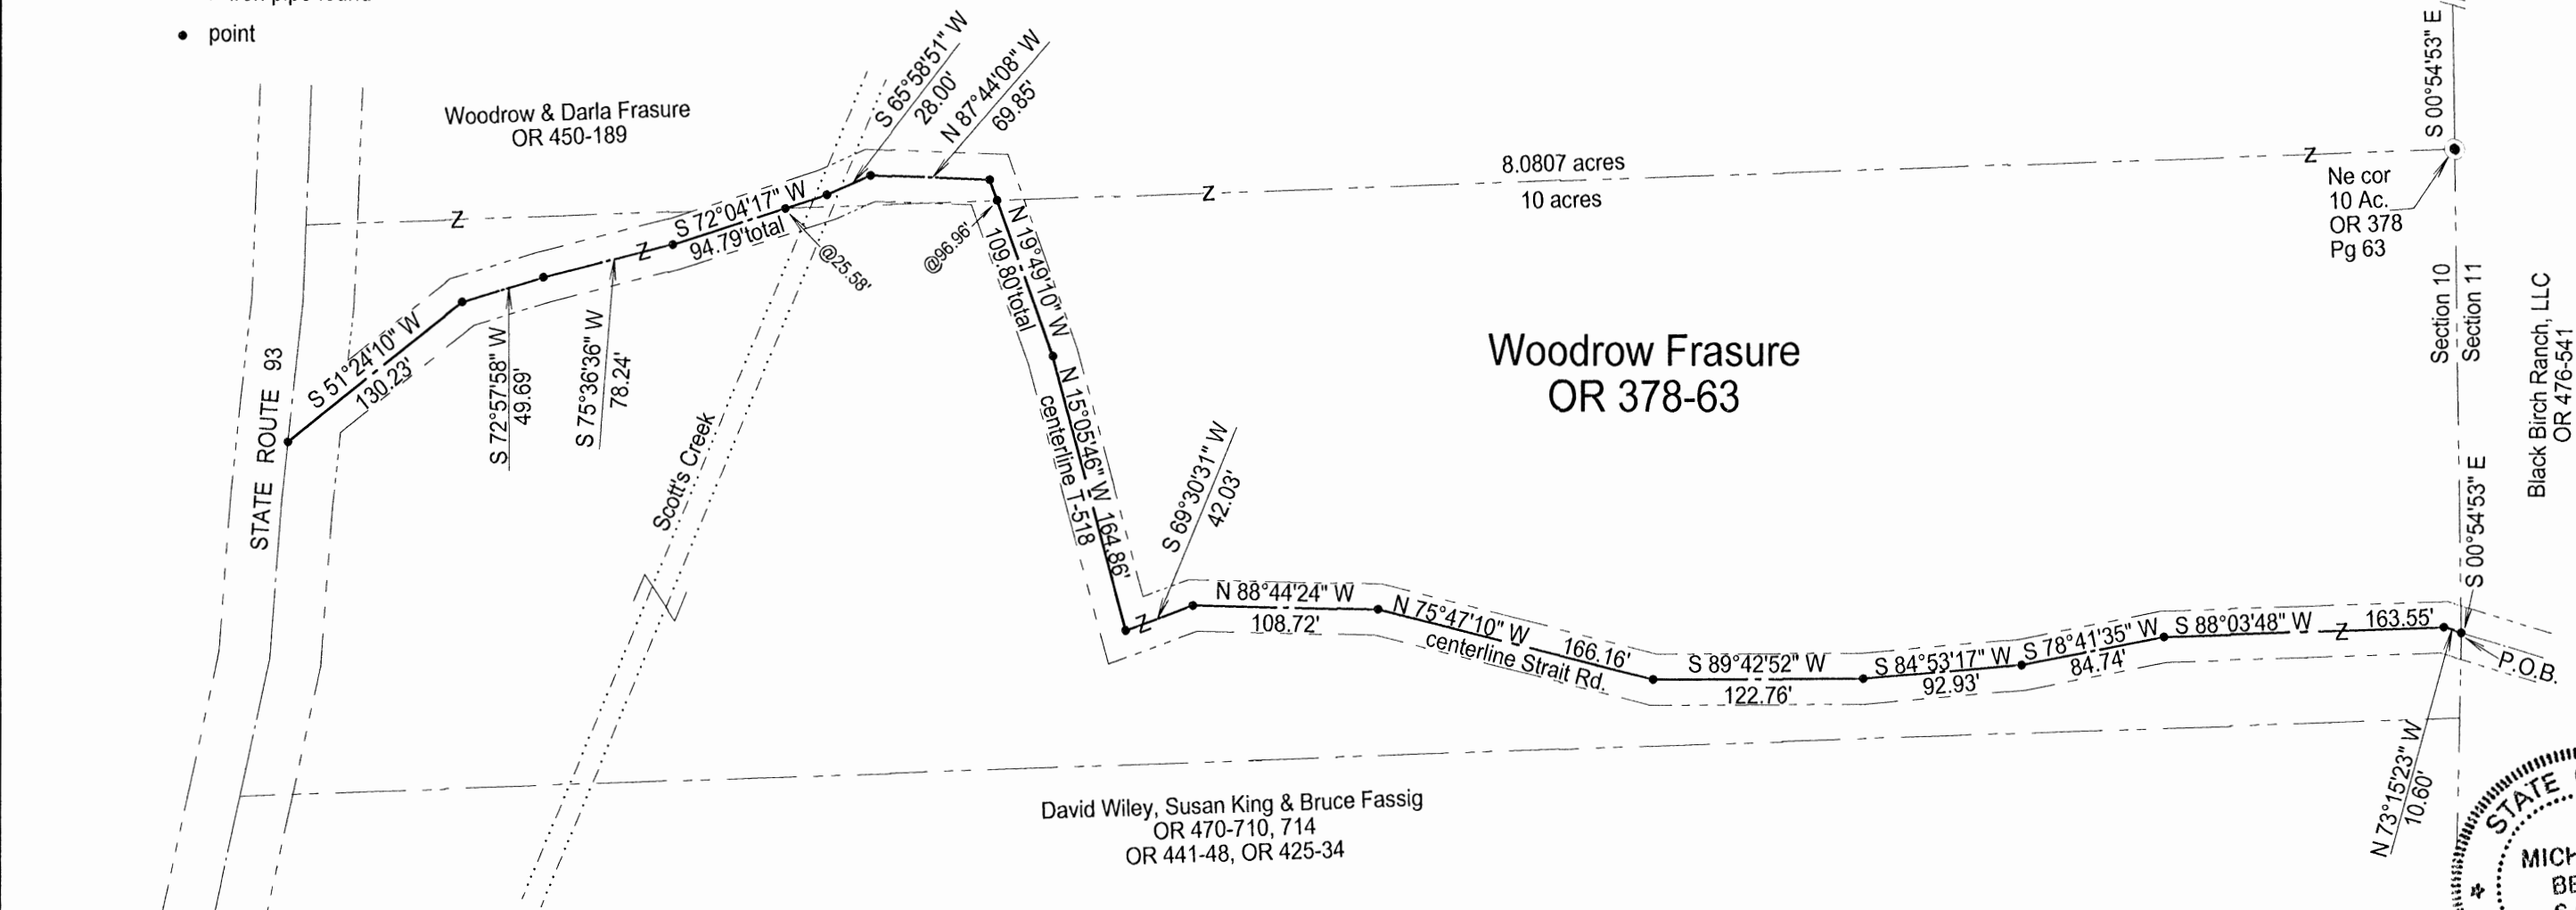 point
Woodrow & Darla Frasure
OR 450-189
S 65°58'51" W
28.00'
N 87°44'08" W
69.85'
S 00°54'53" E
8.0807 acres
10 acres
Z
Z
Z
Ne cor
10 Ac.
OR 378
Pg 63
S 72°04'17" W
94.79'total
Z
@25.58'
@96.96'
N 19°49'10" W
109.80'total
S 51°24'10" W
130.23'
S 72°57'58" W
49.69'
S 75°36'36" W
78.24'
STATE ROUTE 93
Scott's Creek
N 15°05'46" W 164.86'
centerline T-518
Woodrow Frasure
OR 378-63
Section 10
Section 11
Black Birch Ranch, LLC
OR 476-541
S 69°30'31" W
42.03'
Z
N 88°44'24" W
108.72'
N 75°47'10" W 166.16'
centerline Strait Rd.
S 89°42'52" W
122.76'
S 84°53'17" W
92.93'
S 78°41'35" W
84.74'
S 88°03'48" W Z 163.55'
S 00°54'53" E
P.O.B.
N 73°15'23" W
10.60'
David Wiley, Susan King & Bruce Fassig
OR 470-710, 714
OR 441-48, OR 425-34
STATE
MICH
BE